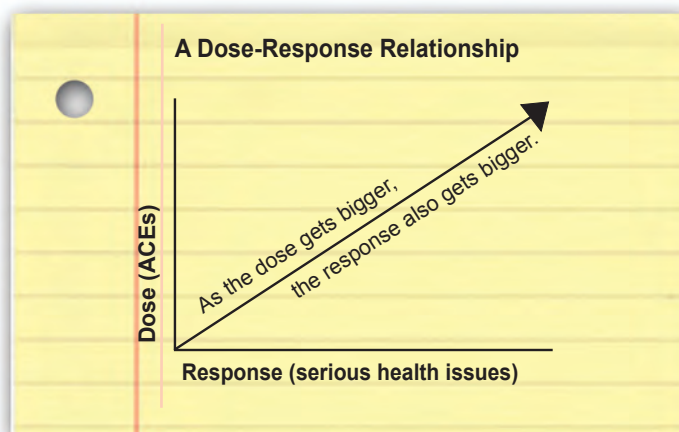 A Dose-Response Relationship
Dose (ACEs)
As the dose gets bigger,
the response also gets bigger.
Response (serious health issues)